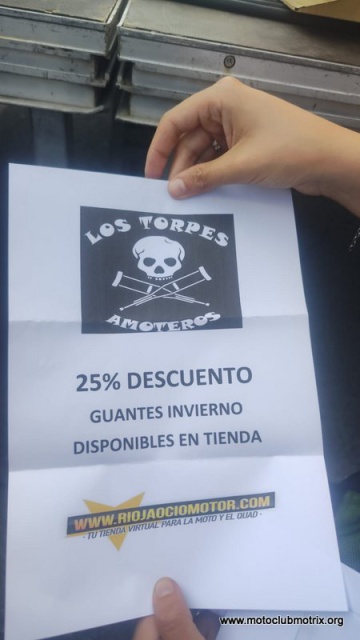 LOS TORPES
AMOTEROS
25% DESCUENTO
GUANTES INVIERNO
DISPONIBLES EN TIENDA
WWW.RIOJAOCIOMOTOR.COM
- TU TIENDA VIRTUAL PARA LA MOTO Y EL QUAD -
www.motoclubmotrix.org